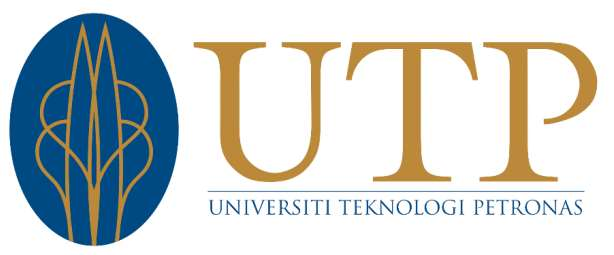 UTP
UNIVERSITI TEKNOLOGI PETRONAS